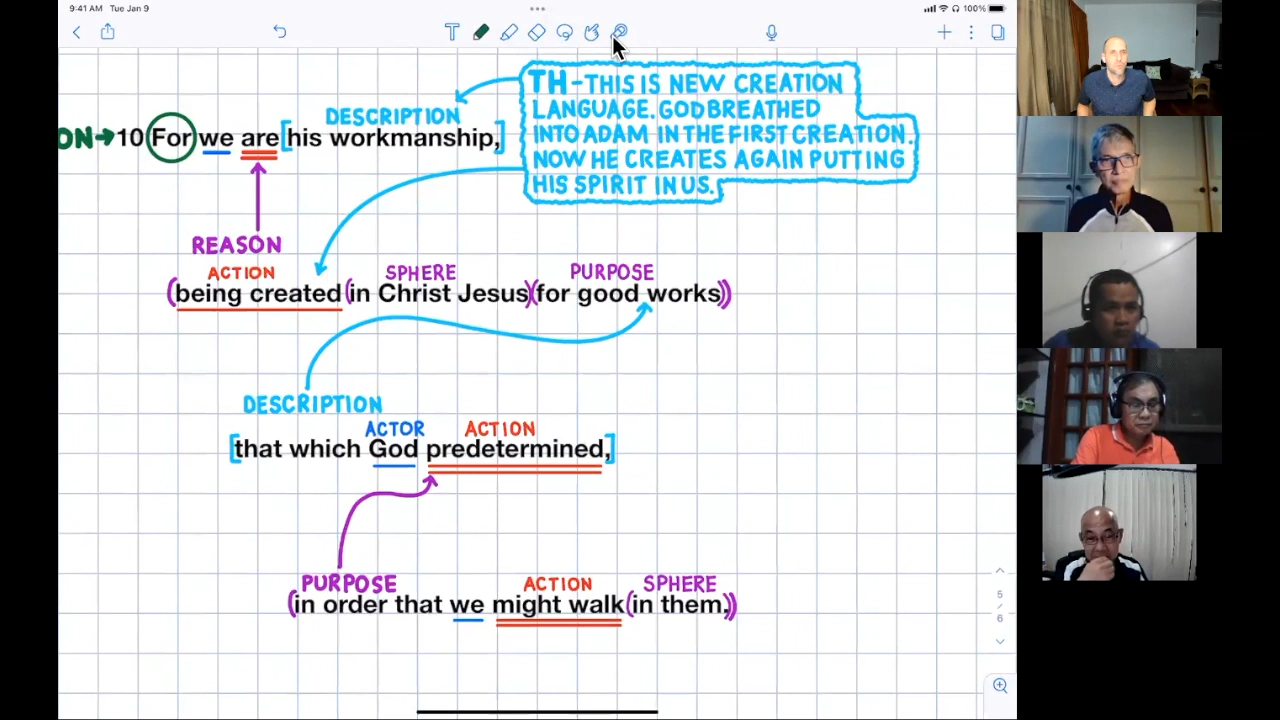 9:41 AM Tue Jan 9
100%
T
DESCRIPTION
ON→10 For we are [his workmanship,]
TH-THIS IS NEW CREATION
LANGUAGE. GOD BREATHED
INTO ADAM IN THE FIRST CREATION.
NOW HE CREATES AGAIN PUTTING
HIS SPIRIT IN US.
REASON
ACTION SPHERE PURPOSE
(being created (in Christ Jesus)(for good works))
DESCRIPTION
ACTOR ACTION
[that which God predetermined,]
PURPOSE ACTION SPHERE
(in order that we might walk (in them.))
5
/
6